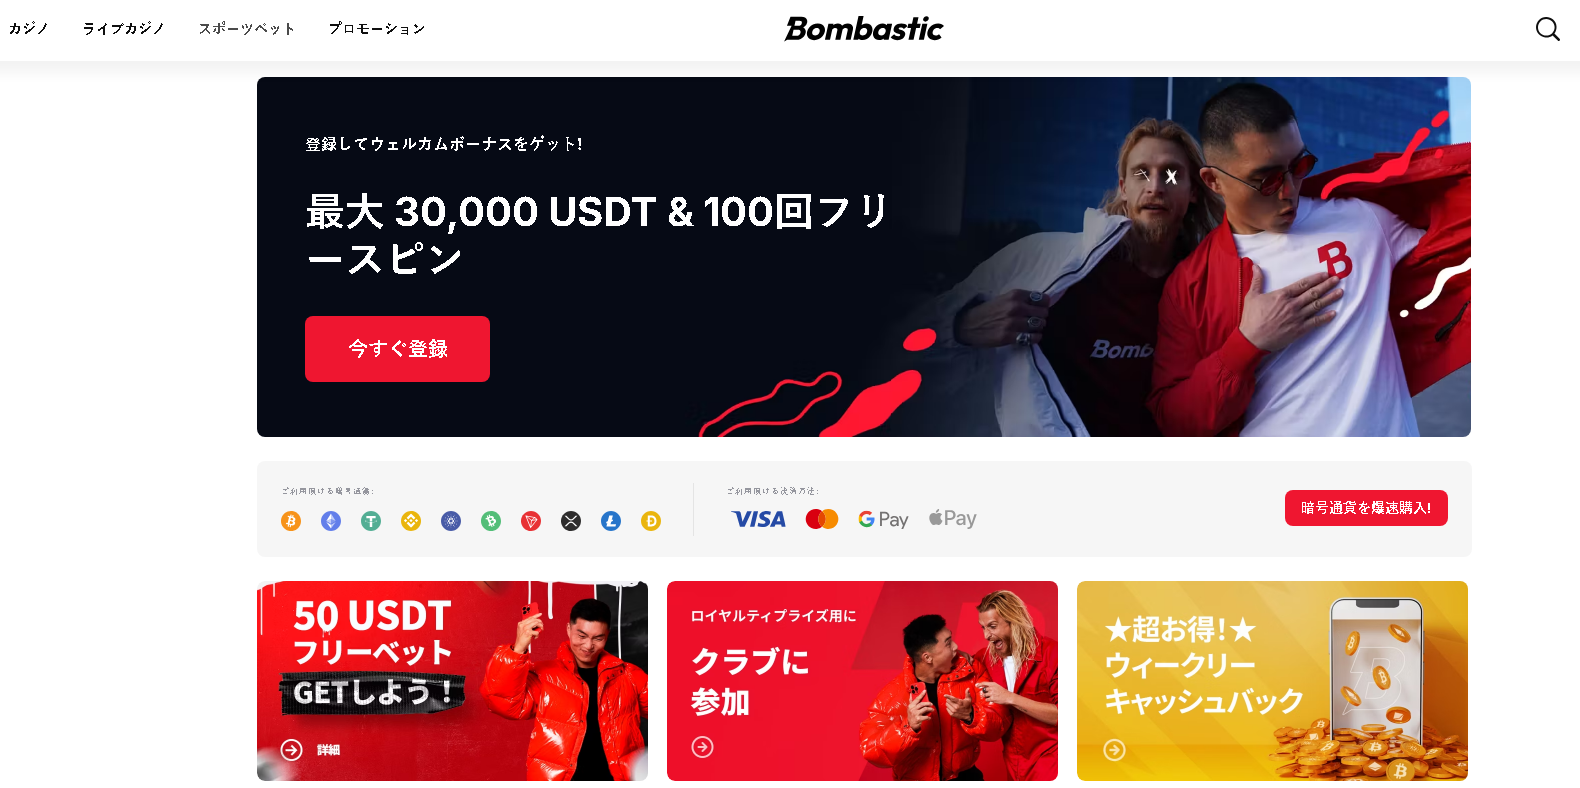 カジノ ライブカジノ スポーツベット プロモーション Bombastic
登録してウェルカムボーナスをゲット!
最大 30,000 USDT & 100回フリ
ースピン
今すぐ登録
Bomb
ご利用頂ける暗号通貨:
ご利用頂ける決済方法:
VISA G Pay Pay
暗号通貨を爆速購入!
50 USDT
フリーベット
GETしよう！
詳細
ロイヤルティプライズ用に
クラブに
参加
★超お得!★
ウィークリー
キャッシュバック